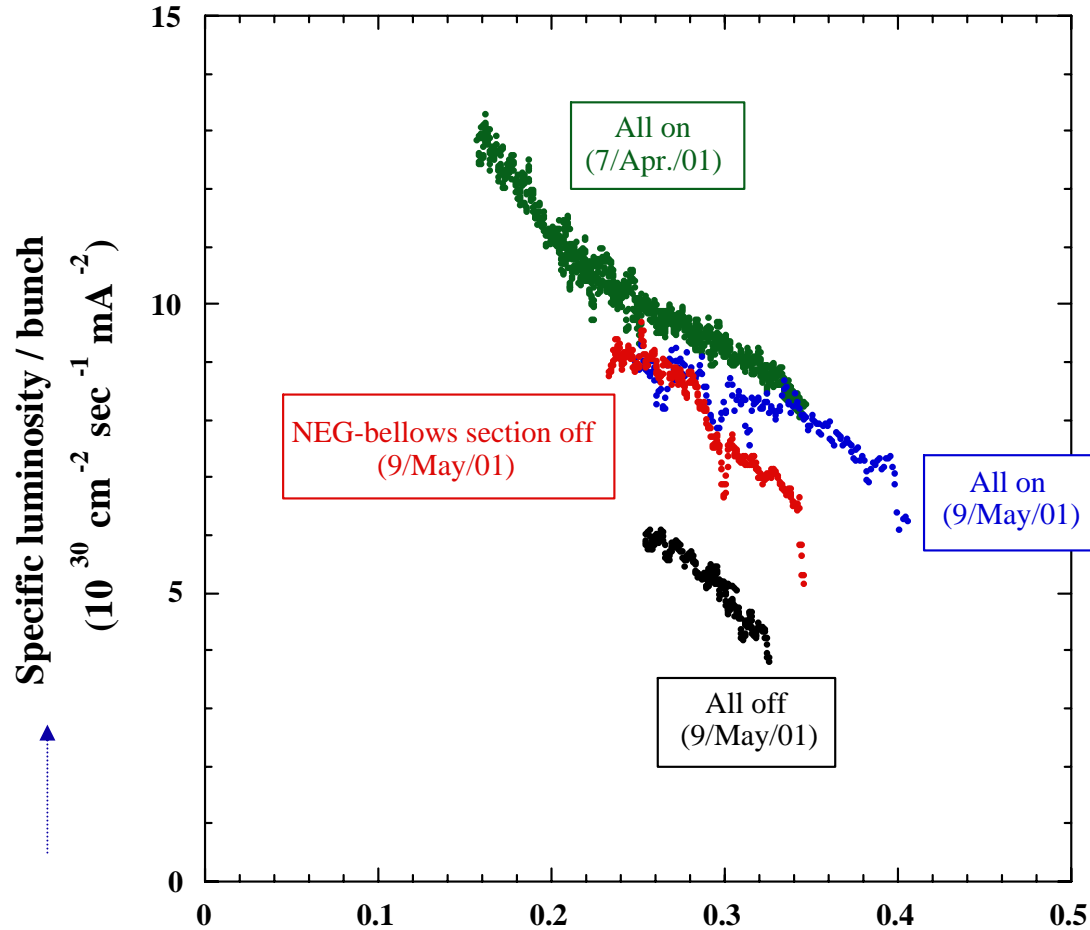 Specific luminosity / bunch
(10 30 cm -2 sec -1 mA -2)
15
10
5
0
0
0.1
0.2
0.3
0.4
0.5
All on
(7/Apr./01)
NEG-bellows section off
(9/May/01)
All on
(9/May/01)
All off
(9/May/01)